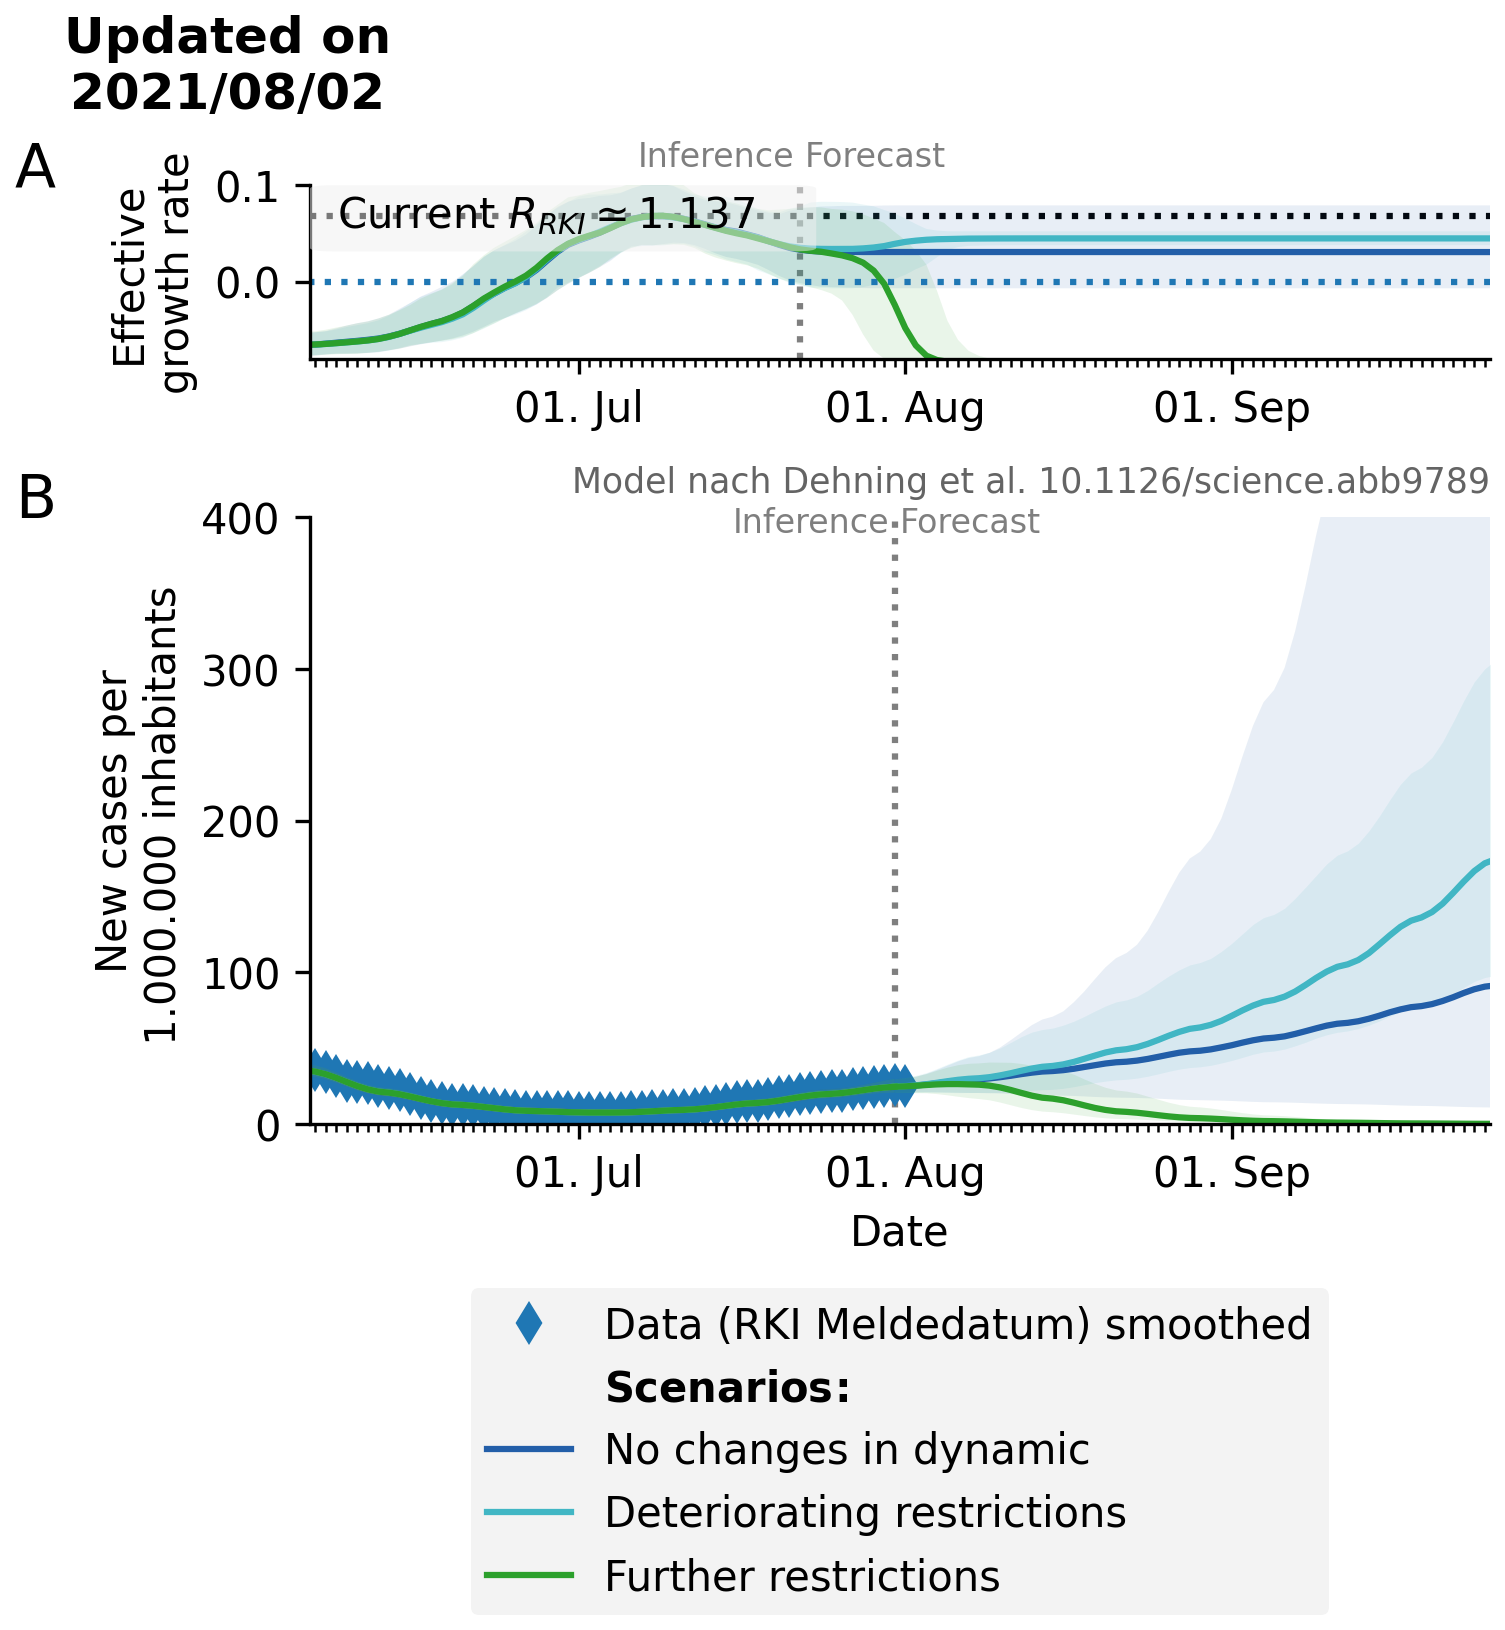 Updated on
2021/08/02
A
Inference Forecast
Effective
growth rate
0.1
0.0
Current R_RKI ≃ 1.137
01. Jul
01. Aug
01. Sep
B
Model nach Dehning et al. 10.1126/science.abb9789
Inference Forecast
New cases per
1.000.000 inhabitants
400
300
200
100
0
01. Jul
01. Aug
01. Sep
Date
Data (RKI Meldedatum) smoothed
Scenarios:
No changes in dynamic
Deteriorating restrictions
Further restrictions